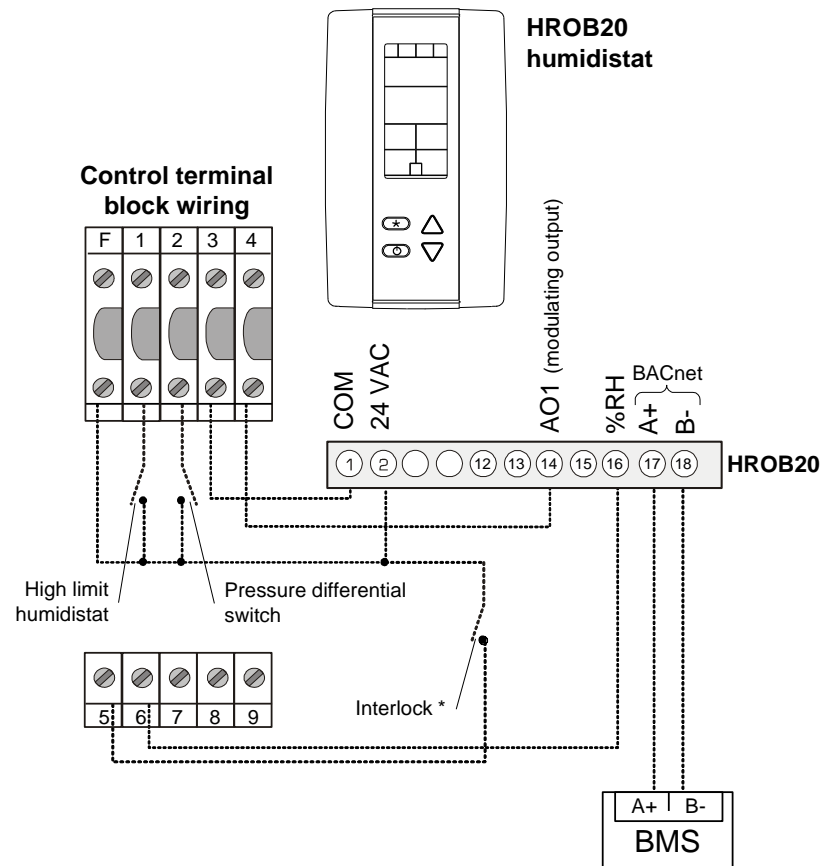 HROB20
humidistat
Control terminal
block wiring
F 1 2 3 4
COM
24 VAC
AO1 (modulating output)
%RH
BACnet
A+
B-
1 2 12 13 14 15 16 17 18
HROB20
High limit
humidistat
Pressure differential
switch
Interlock *
5 6 7 8 9
A+ B-
BMS